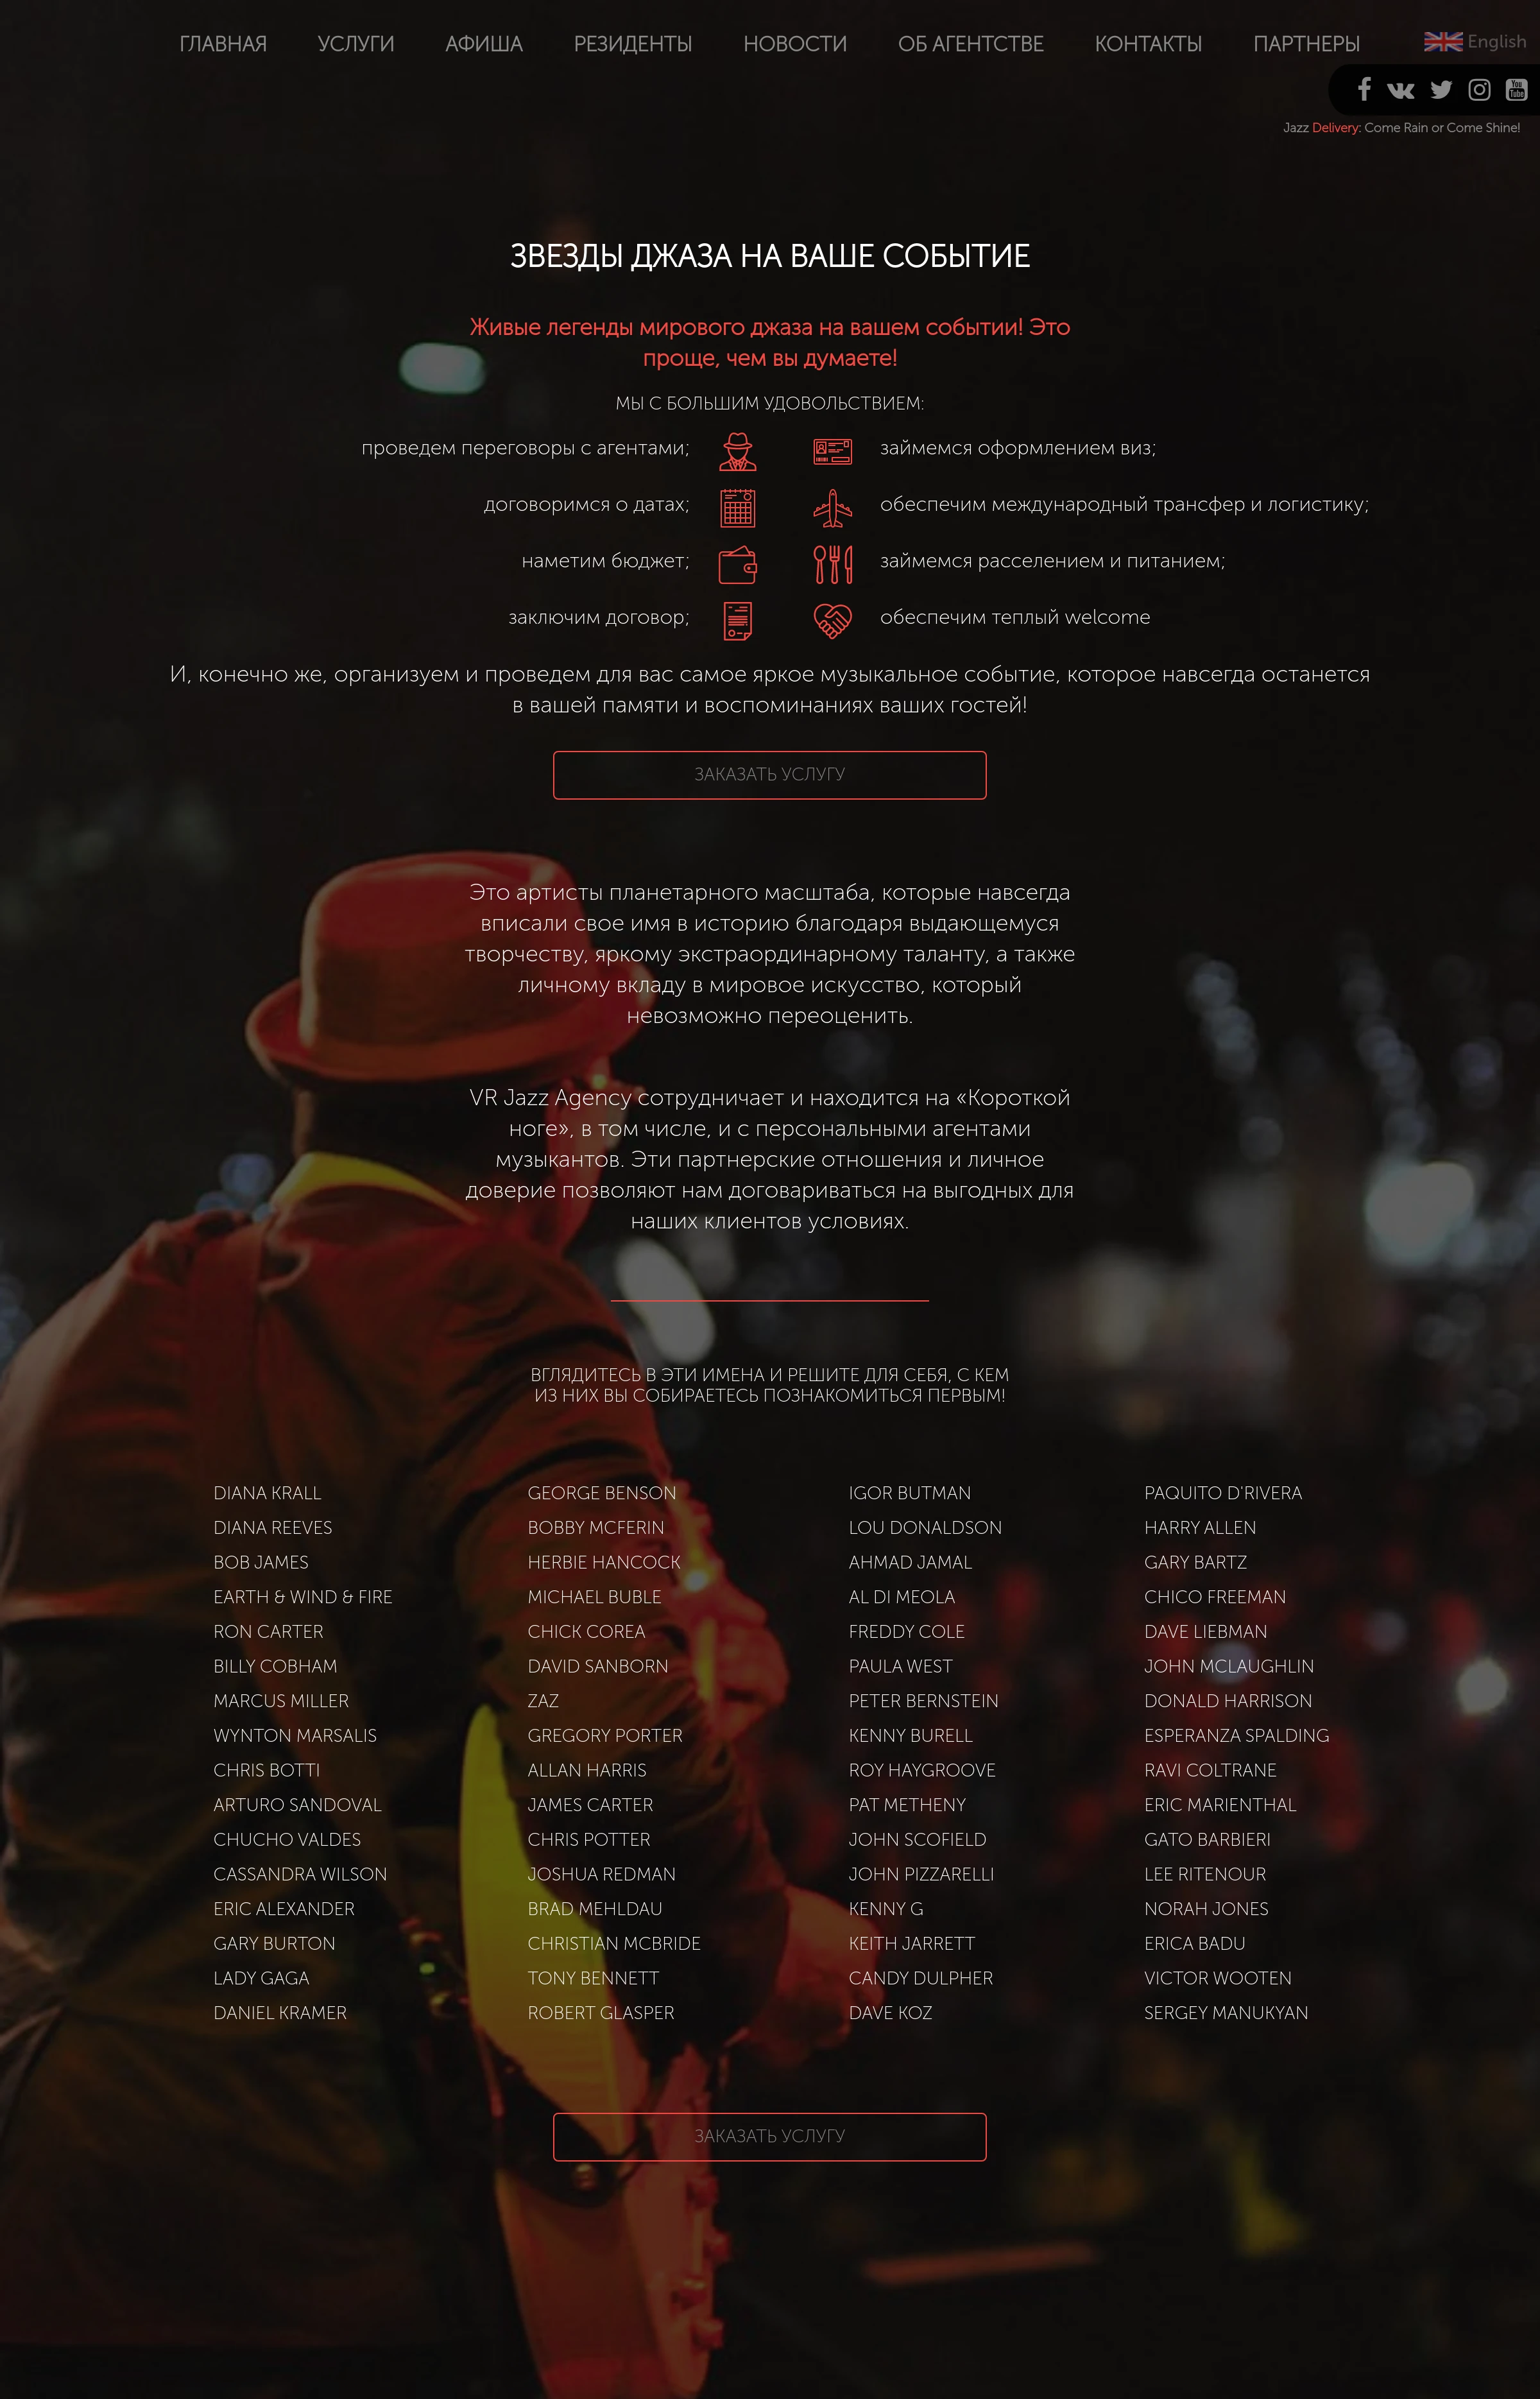 ГЛАВНАЯ УСЛУГИ АФИША РЕЗИДЕНТЫ НОВОСТИ ОБ АГЕНТСТВЕ КОНТАКТЫ ПАРТНЕРЫ English
You Tube
Jazz Delivery: Come Rain or Come Shine!
ЗВЕЗДЫ ДЖАЗА НА ВАШЕ СОБЫТИЕ
Живые легенды мирового джаза на вашем событии! Это
проще, чем вы думаете!
МЫ С БОЛЬШИМ УДОВОЛЬСТВИЕМ:
проведем переговоры с агентами;
займемся оформлением виз;
договоримся о датах;
обеспечим международный трансфер и логистику;
наметим бюджет;
займемся расселением и питанием;
заключим договор;
обеспечим теплый welcome
И, конечно же, организуем и проведем для вас самое яркое музыкальное событие, которое навсегда останется
в вашей памяти и воспоминаниях ваших гостей!
ЗАКАЗАТЬ УСЛУГУ
Это артисты планетарного масштаба, которые навсегда
вписали свое имя в историю благодаря выдающемуся
творчеству, яркому экстраординарному таланту, а также
личному вкладу в мировое искусство, который
невозможно переоценить.
VR Jazz Agency сотрудничает и находится на «Короткой
ноге», в том числе, и с персональными агентами
музыкантов. Эти партнерские отношения и личное
доверие позволяют нам договариваться на выгодных для
наших клиентов условиях.
ВГЛЯДИТЕСЬ В ЭТИ ИМЕНА И РЕШИТЕ ДЛЯ СЕБЯ, С КЕМ
ИЗ НИХ ВЫ СОБИРАЕТЕСЬ ПОЗНАКОМИТЬСЯ ПЕРВЫМ!
DIANA KRALL
DIANA REEVES
BOB JAMES
EARTH & WIND & FIRE
RON CARTER
BILLY COBHAM
MARCUS MILLER
WYNTON MARSALIS
CHRIS BOTTI
ARTURO SANDOVAL
CHUCHO VALDES
CASSANDRA WILSON
ERIC ALEXANDER
GARY BURTON
LADY GAGA
DANIEL KRAMER
GEORGE BENSON
BOBBY MCFERIN
HERBIE HANCOCK
MICHAEL BUBLE
CHICK COREA
DAVID SANBORN
ZAZ
GREGORY PORTER
ALLAN HARRIS
JAMES CARTER
CHRIS POTTER
JOSHUA REDMAN
BRAD MEHLDAU
CHRISTIAN MCBRIDE
TONY BENNETT
ROBERT GLASPER
IGOR BUTMAN
LOU DONALDSON
AHMAD JAMAL
AL DI MEOLA
FREDDY COLE
PAULA WEST
PETER BERNSTEIN
KENNY BURELL
ROY HAYGROOVE
PAT METHENY
JOHN SCOFIELD
JOHN PIZZARELLI
KENNY G
KEITH JARRETT
CANDY DULPHER
DAVE KOZ
PAQUITO D'RIVERA
HARRY ALLEN
GARY BARTZ
CHICO FREEMAN
DAVE LIEBMAN
JOHN MCLAUGHLIN
DONALD HARRISON
ESPERANZA SPALDING
RAVI COLTRANE
ERIC MARIENTHAL
GATO BARBIERI
LEE RITENOUR
NORAH JONES
ERICA BADU
VICTOR WOOTEN
SERGEY MANUKYAN
ЗАКАЗАТЬ УСЛУГУ